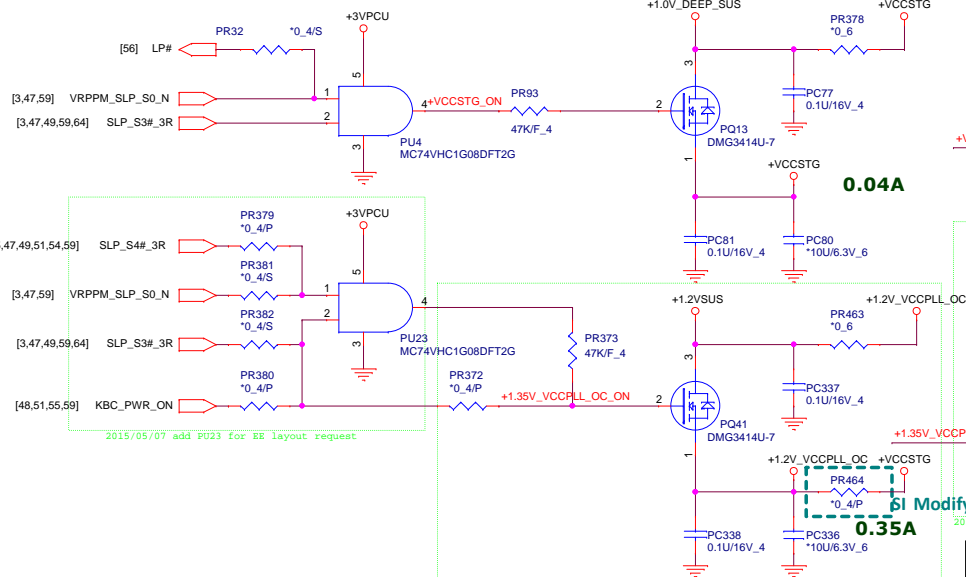 +3VPCU
+1.0V_DEEP_SUS
+VCCSTG
PR32
*0_4/S
[56] LP#
PR378
*0_6
5
3
[3,47,59] VRPPM_SLP_S0_N
1
4
+VCCSTG_ON
PR93
47K/F_4
2
PC77
0.1U/16V_4
[3,47,49,59,64] SLP_S3#_3R
2
PU4
MC74VHC1G08DFT2G
3
PQ13
DMG3414U-7
1
+VCCSTG
0.04A
PC81
0.1U/16V_4
PC80
*10U/6.3V_6
+3VPCU
PR379
*0_4/P
,47,49,51,54,59] SLP_S4#_3R
PR381
*0_4/S
5
[3,47,59] VRPPM_SLP_S0_N
1
4
PR382
*0_4/S
2
[3,47,49,59,64] SLP_S3#_3R
PU23
MC74VHC1G08DFT2G
3
PR373
47K/F_4
PR380
*0_4/P
[48,51,55,59] KBC_PWR_ON
PR372
*0_4/P
+1.35V_VCCPLL_OC_ON
2015/05/07 add PU23 for EE layout request
+1.2VSUS
+1.2V_VCCPLL_OC
PR463
*0_6
3
PC337
0.1U/16V_4
2
PQ41
DMG3414U-7
1
+1.35V_VCCP
+1.2V_VCCPLL_OC
+VCCSTG
PR464
*0_4/P
SI Modify
0.35A
20
PC338
0.1U/16V_4
PC336
*10U/6.3V_6